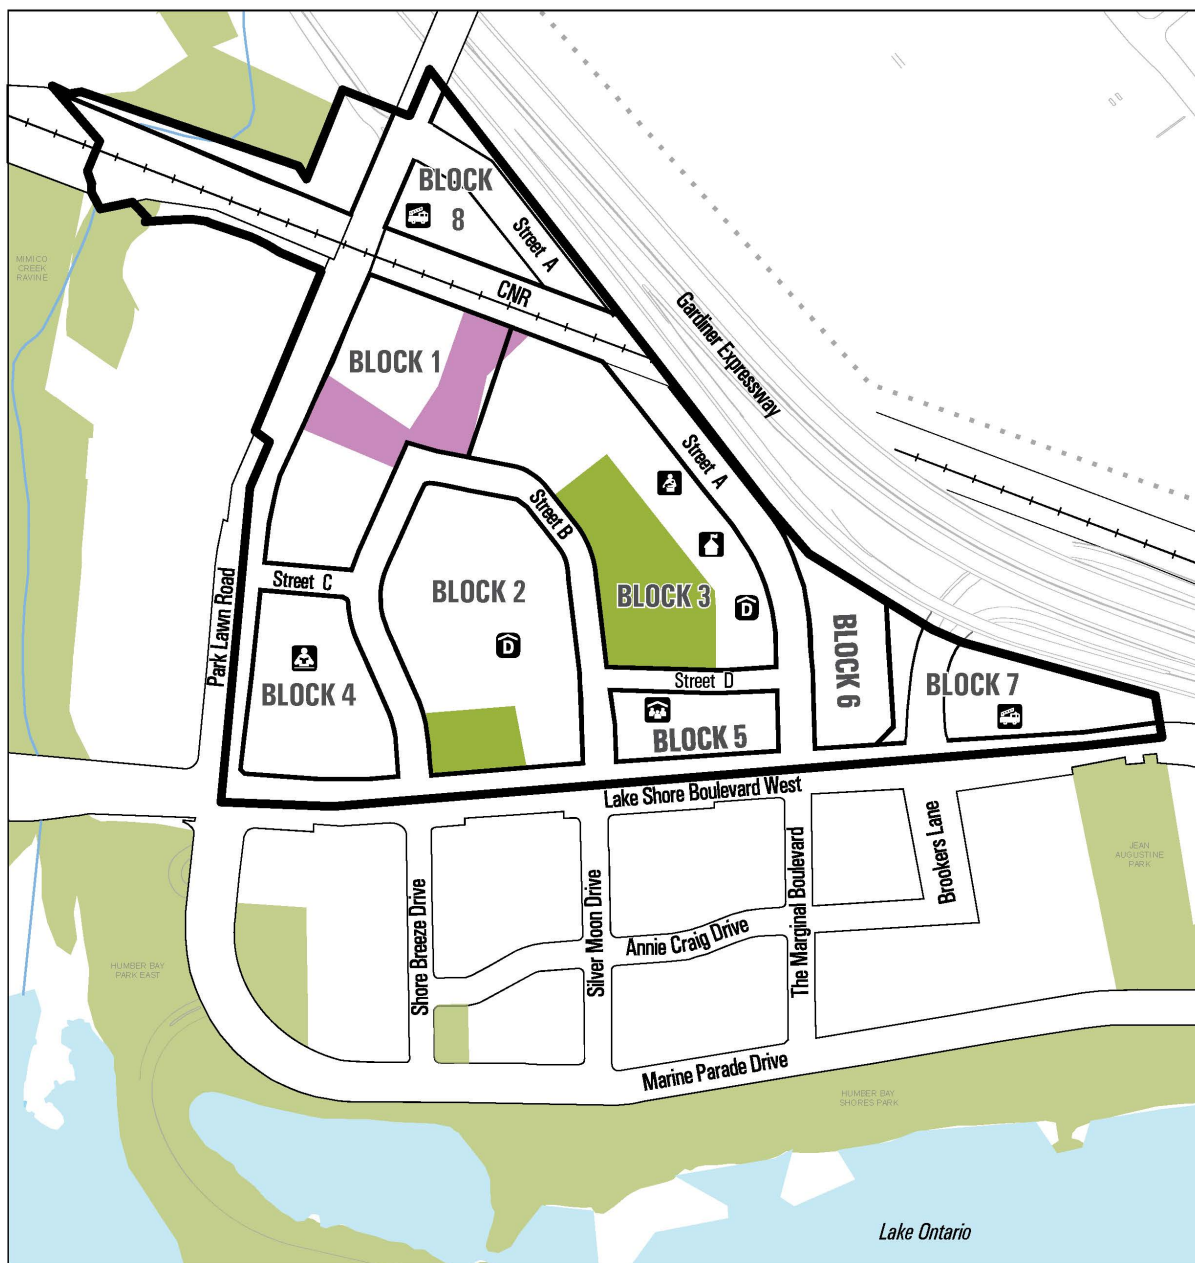 BLOCK
8
Street A
CNR
MIMICO
CREEK
RAVINE
Gardiner Expressway
BLOCK 1
Street A
Street B
Street C
BLOCK 2
BLOCK 3
D
D
Park Lawn Road
BLOCK 4
Street D
BLOCK 5
BLOCK 6
BLOCK 7
Lake Shore Boulevard West
Shore Breeze Drive
Silver Moon Drive
The Marginal Boulevard
Brookers Lane
Annie Craig Drive
JEAN
AUGUSTINE
PARK
HUMBER BAY
PARK EAST
Marine Parade Drive
HUMBER BAY
SHORES PARK
Lake Ontario